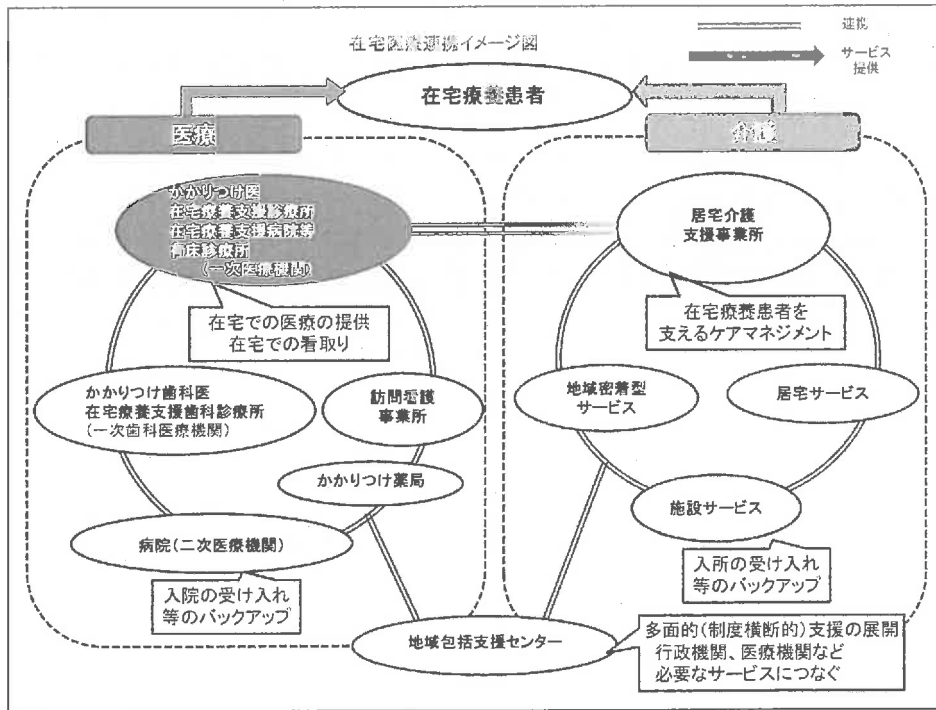 在宅医療連携イメージ図
連携
サービス
提供
在宅療養患者
医療
介護
かかりつけ医
在宅療養支援診療所
在宅療養支援病院等
有床診療所
(一次医療機関)
居宅介護
支援事業所
在宅での医療の提供
在宅での看取り
在宅療養患者を
支えるケアマネジメント
かかりつけ歯科医
在宅療養支援歯科診療所
(一次歯科医療機関)
訪問看護
事業所
地域密着型
サービス
居宅サービス
かかりつけ薬局
施設サービス
病院(二次医療機関)
入院の受け入れ
等のバックアップ
入所の受け入れ
等のバックアップ
地域包括支援センター
多面的(制度横断的)支援の展開
行政機関、医療機関など
必要なサービスにつなぐ